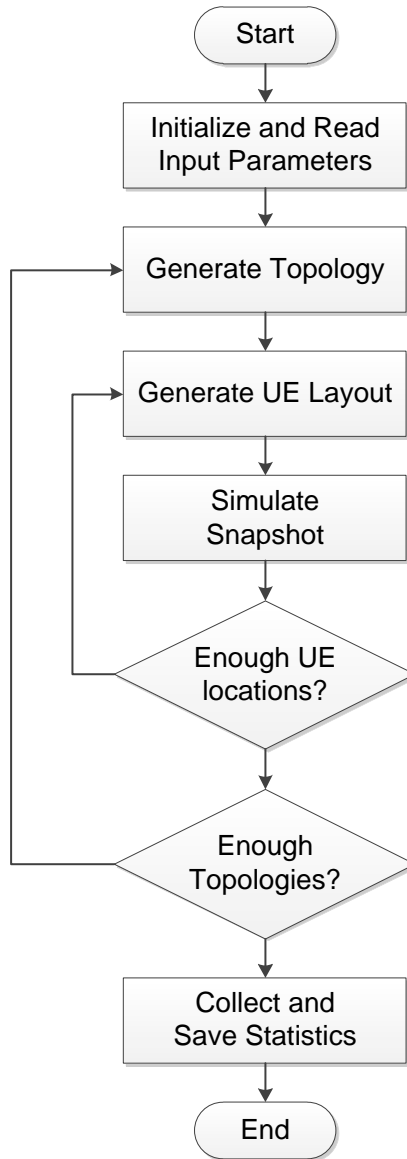 Start
Initialize and Read
Input Parameters
Generate Topology
Generate UE Layout
Simulate
Snapshot
Enough UE
locations?
Enough
Topologies?
Collect and
Save Statistics
End